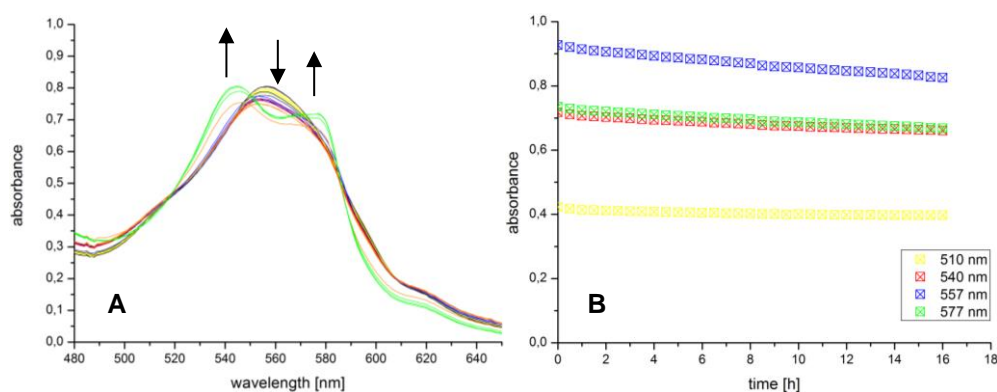 1,0
0,9
0,8
0,7
0,6
0,5
0,4
0,3
0,2
0,1
0,0
absorbance
A
480 500 520 540 560 580 600 620 640
wavelength [nm]
1,0
0,8
0,6
0,4
0,2
0,0
absorbance
B
510 nm
540 nm
557 nm
577 nm
0 2 4 6 8 10 12 14 16 18
time [h]